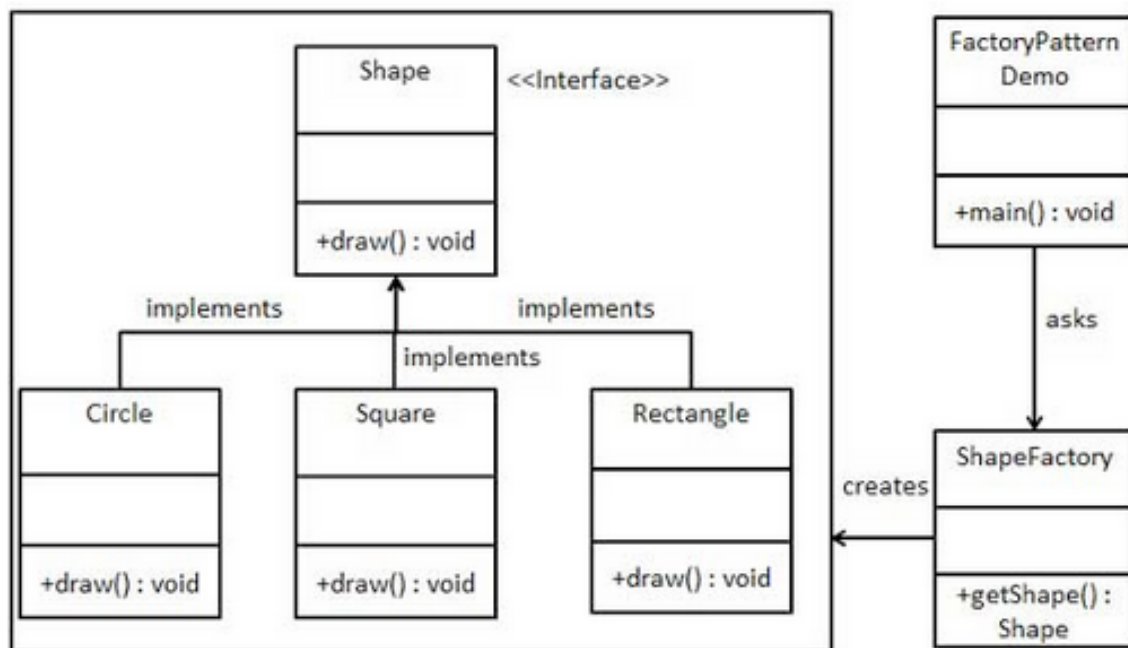 Shape
<<Interface>>
+draw() : void
implements
implements
implements
Circle
+draw() : void
Square
+draw() : void
Rectangle
+draw() : void
FactoryPattern
Demo
+main() : void
asks
ShapeFactory
+getShape() :
Shape
creates